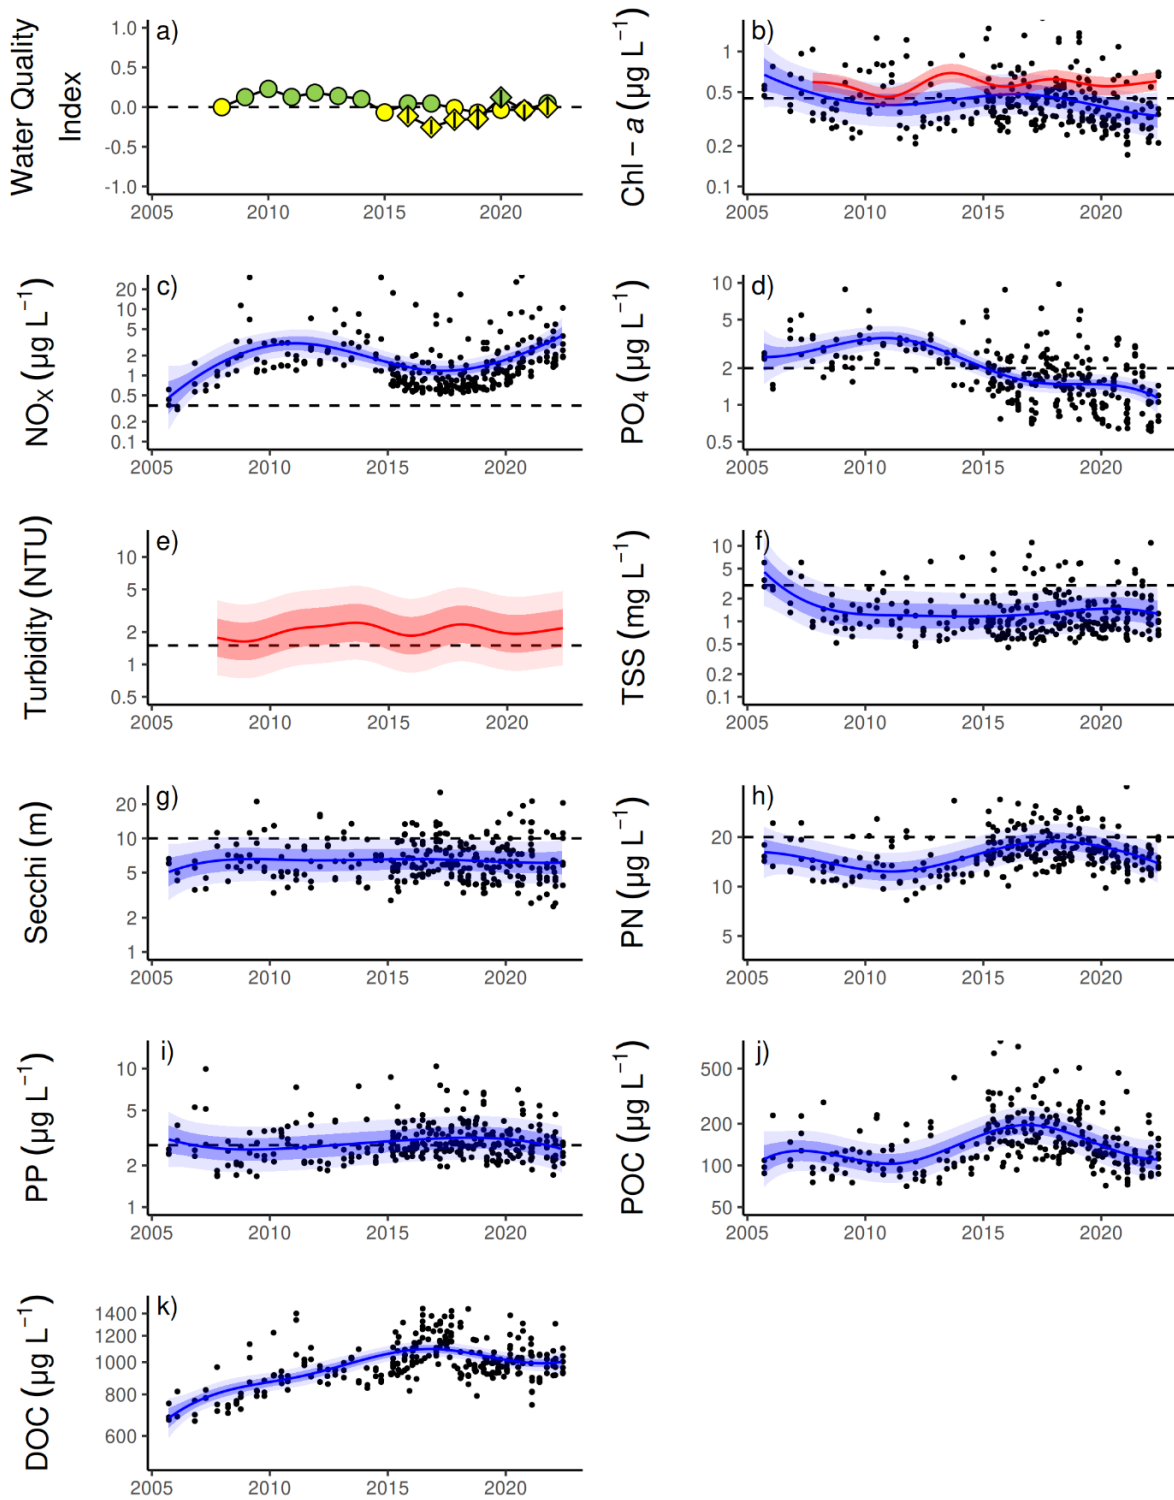 Water Quality
Index
a)
1.0
0.5
0.0
-0.5
-1.0
2005 2010 2015 2020
Chl − a (µg L⁻¹)
b)
1
0.5
0.2
0.1
2005 2010 2015 2020
NOX (µg L⁻¹)
c)
20
10
5
2
1
0.5
0.2
0.1
2005 2010 2015 2020
PO4 (µg L⁻¹)
d)
10
5
2
1
0.5
2005 2010 2015 2020
Turbidity (NTU)
e)
10
5
2
1
0.5
2005 2010 2015 2020
TSS (mg L⁻¹)
f)
10
5
2
1
0.5
0.2
0.1
2005 2010 2015 2020
Secchi (m)
g)
20
10
5
2
1
2005 2010 2015 2020
PN (µg L⁻¹)
h)
20
10
5
2005 2010 2015 2020
PP (µg L⁻¹)
i)
10
5
2
1
2005 2010 2015 2020
POC (µg L⁻¹)
j)
500
200
100
50
2005 2010 2015 2020
DOC (µg L⁻¹)
k)
1400
1200
1000
800
600
2005 2010 2015 2020